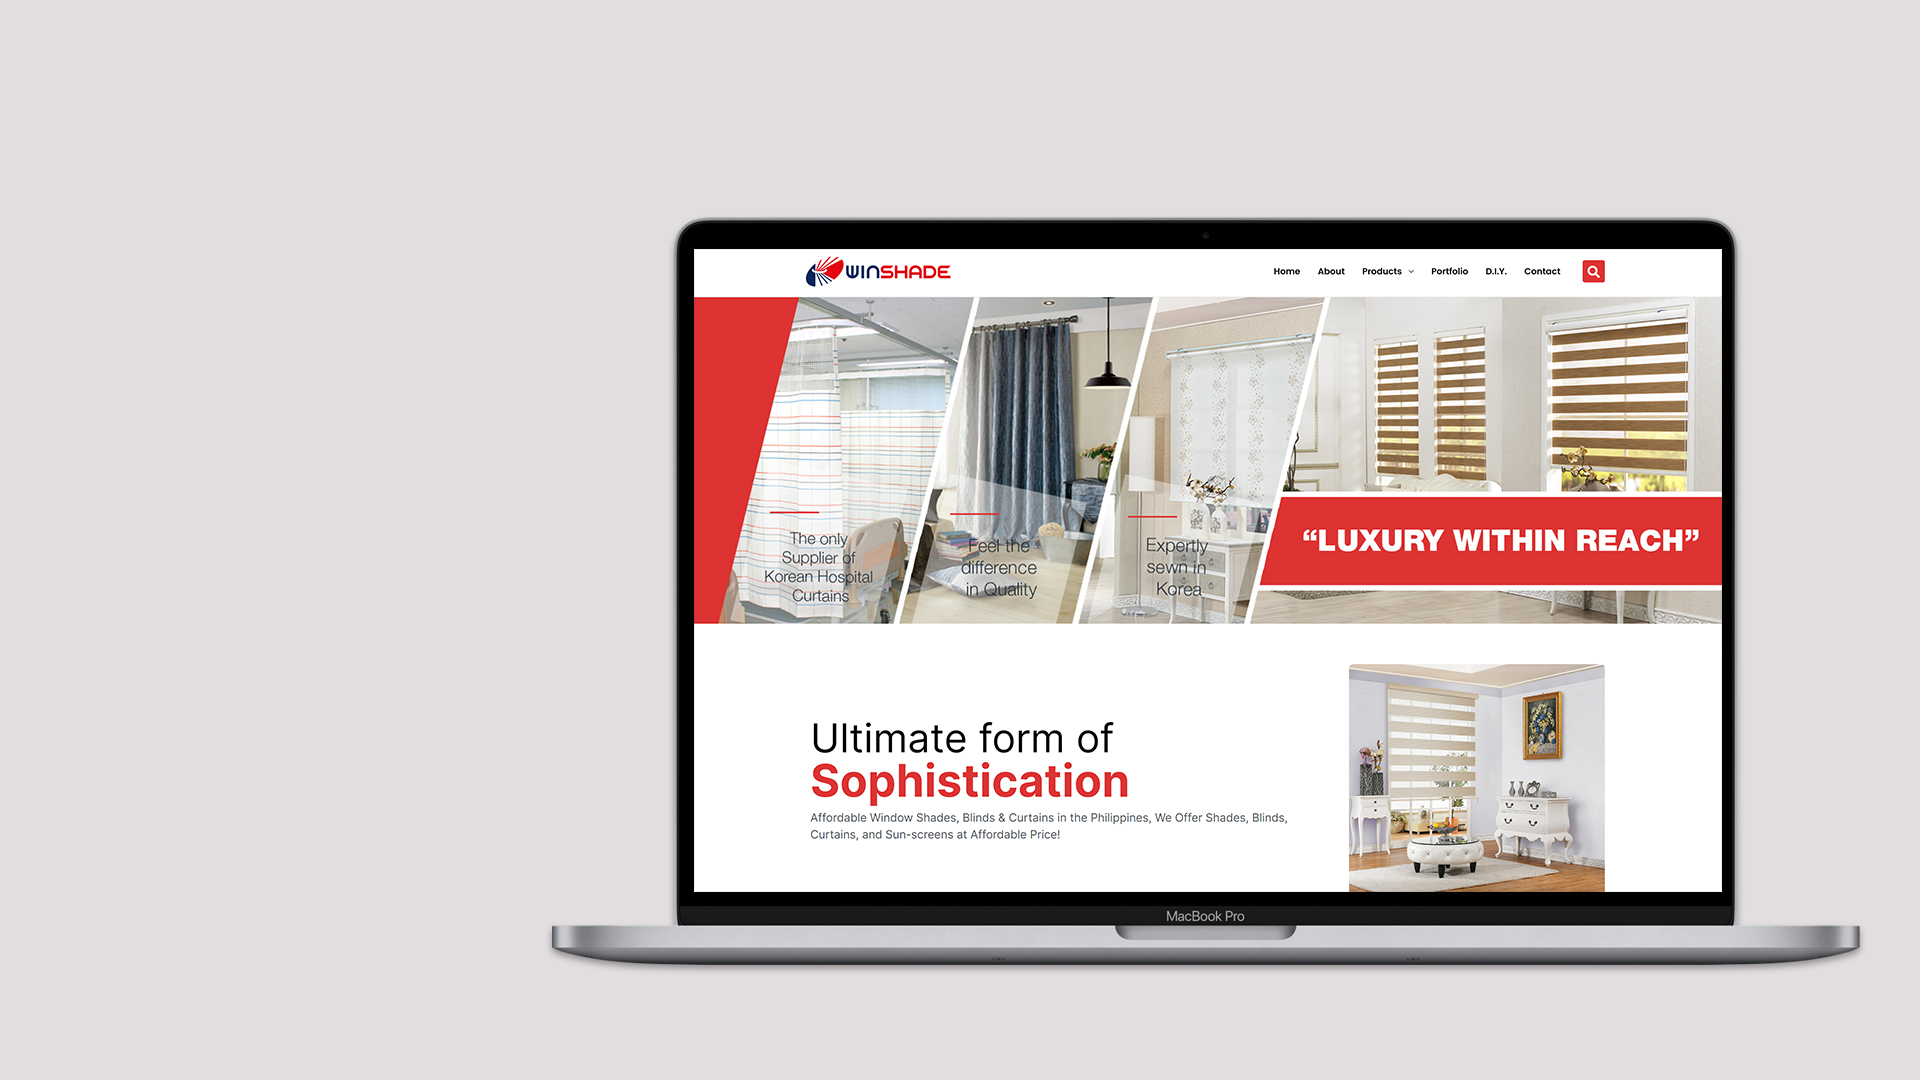 WINSHADE
Home About Products Portfolio D.I.Y. Contact
The only
Supplier of
Korean Hospital
Curtains
Feel the
difference
in Quality
Expertly
sewn in
Korea
“LUXURY WITHIN REACH”
Ultimate form of
Sophistication
Affordable Window Shades, Blinds & Curtains in the Philippines, We Offer Shades, Blinds,
Curtains, and Sun-screens at Affordable Price!
MacBook Pro